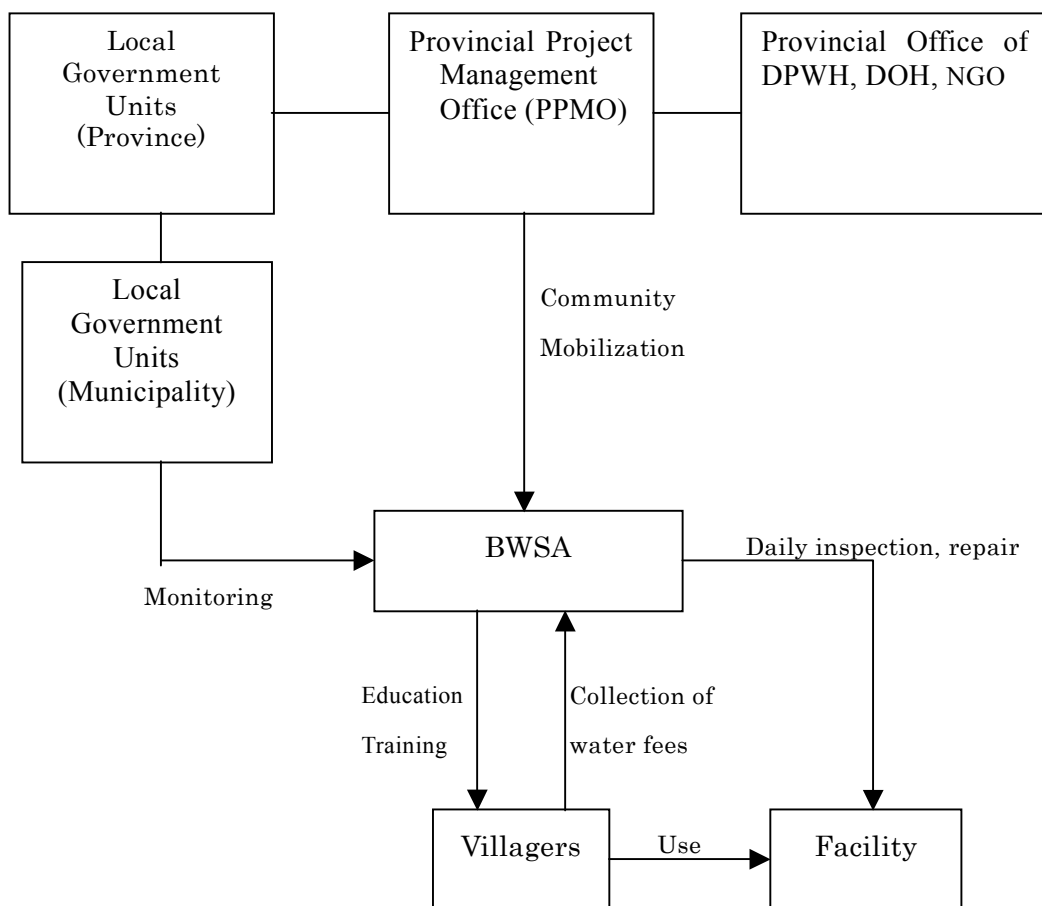 Local
Government
Units
(Province)
Provincial Project
Management
Office (PPMO)
Provincial Office of
DPWH, DOH, NGO
Local
Government
Units
(Municipality)
Community
Mobilization
BWSA
Daily inspection, repair
Monitoring
Education
Training
Collection of
water fees
Villagers
Use
Facility